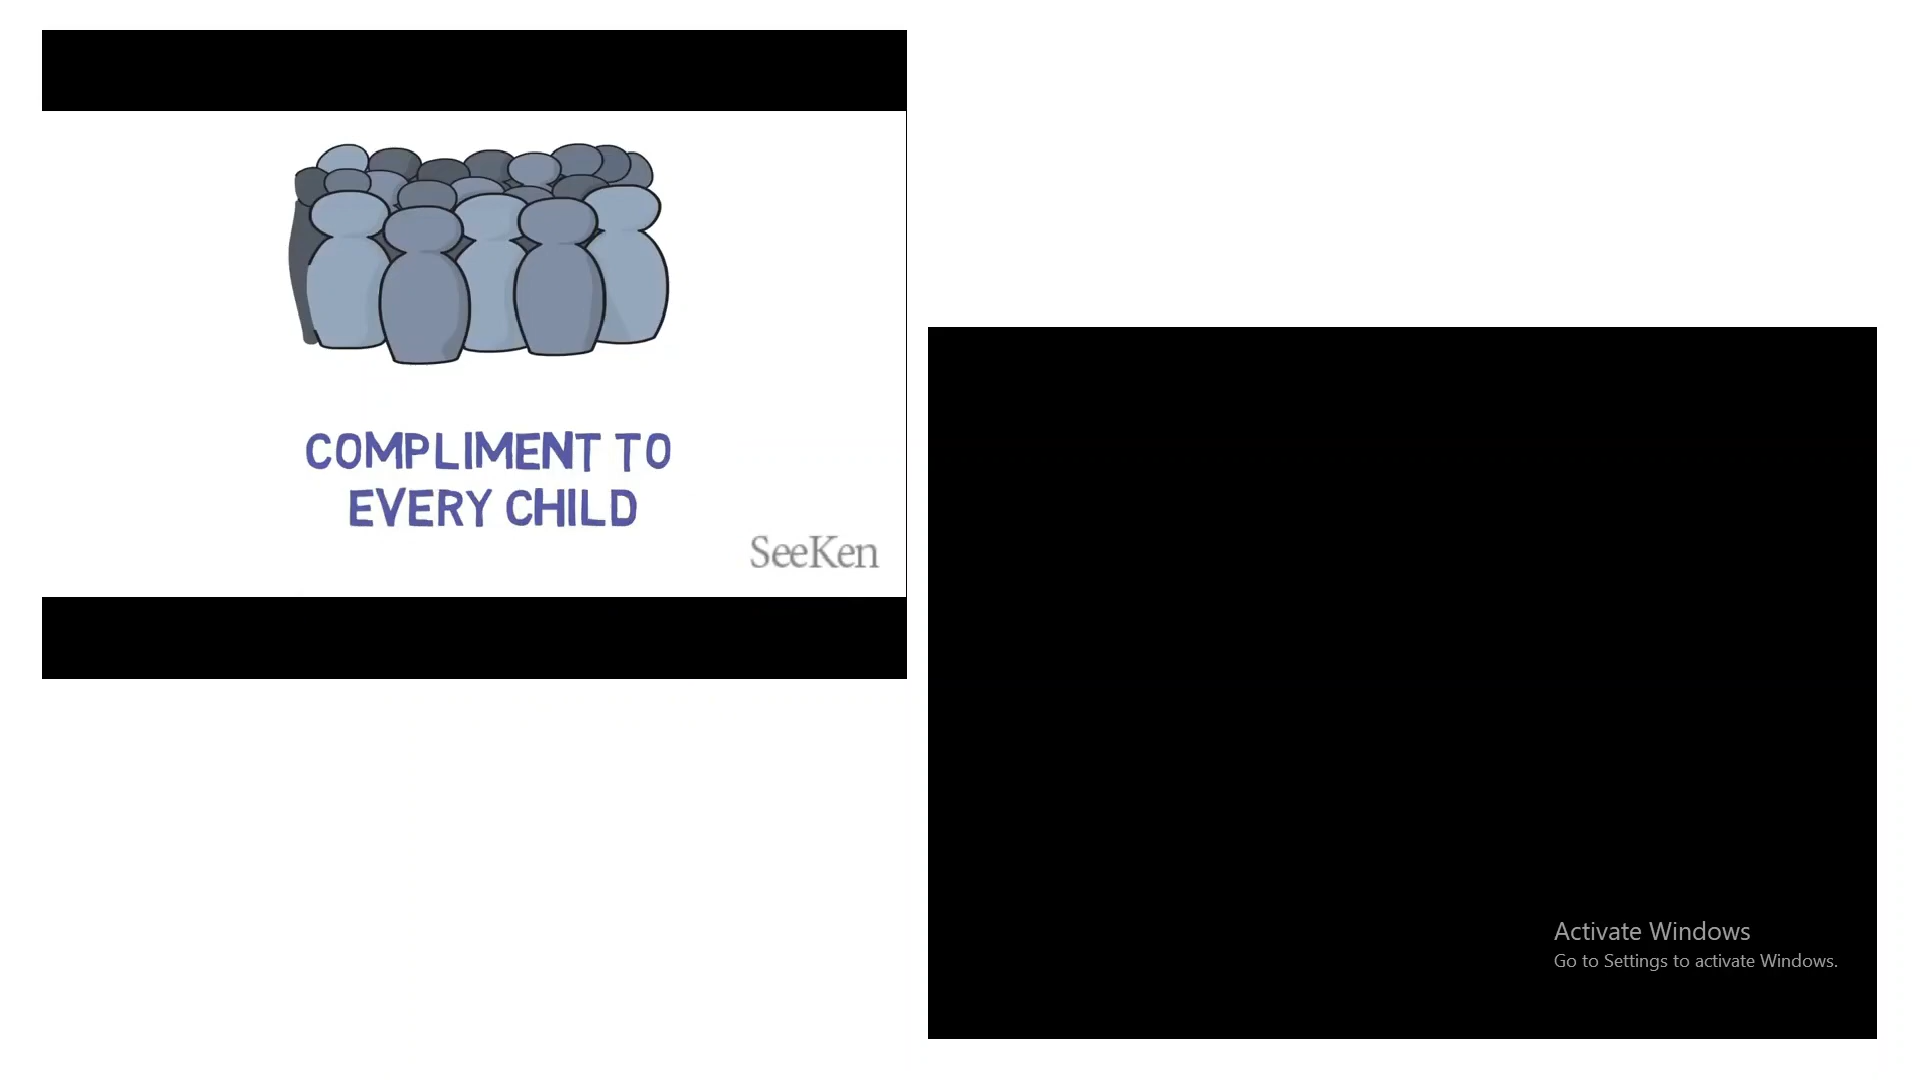 COMPLIMENT TO
EVERY CHILD
SeeKen
Activate Windows
Go to Settings to activate Windows.